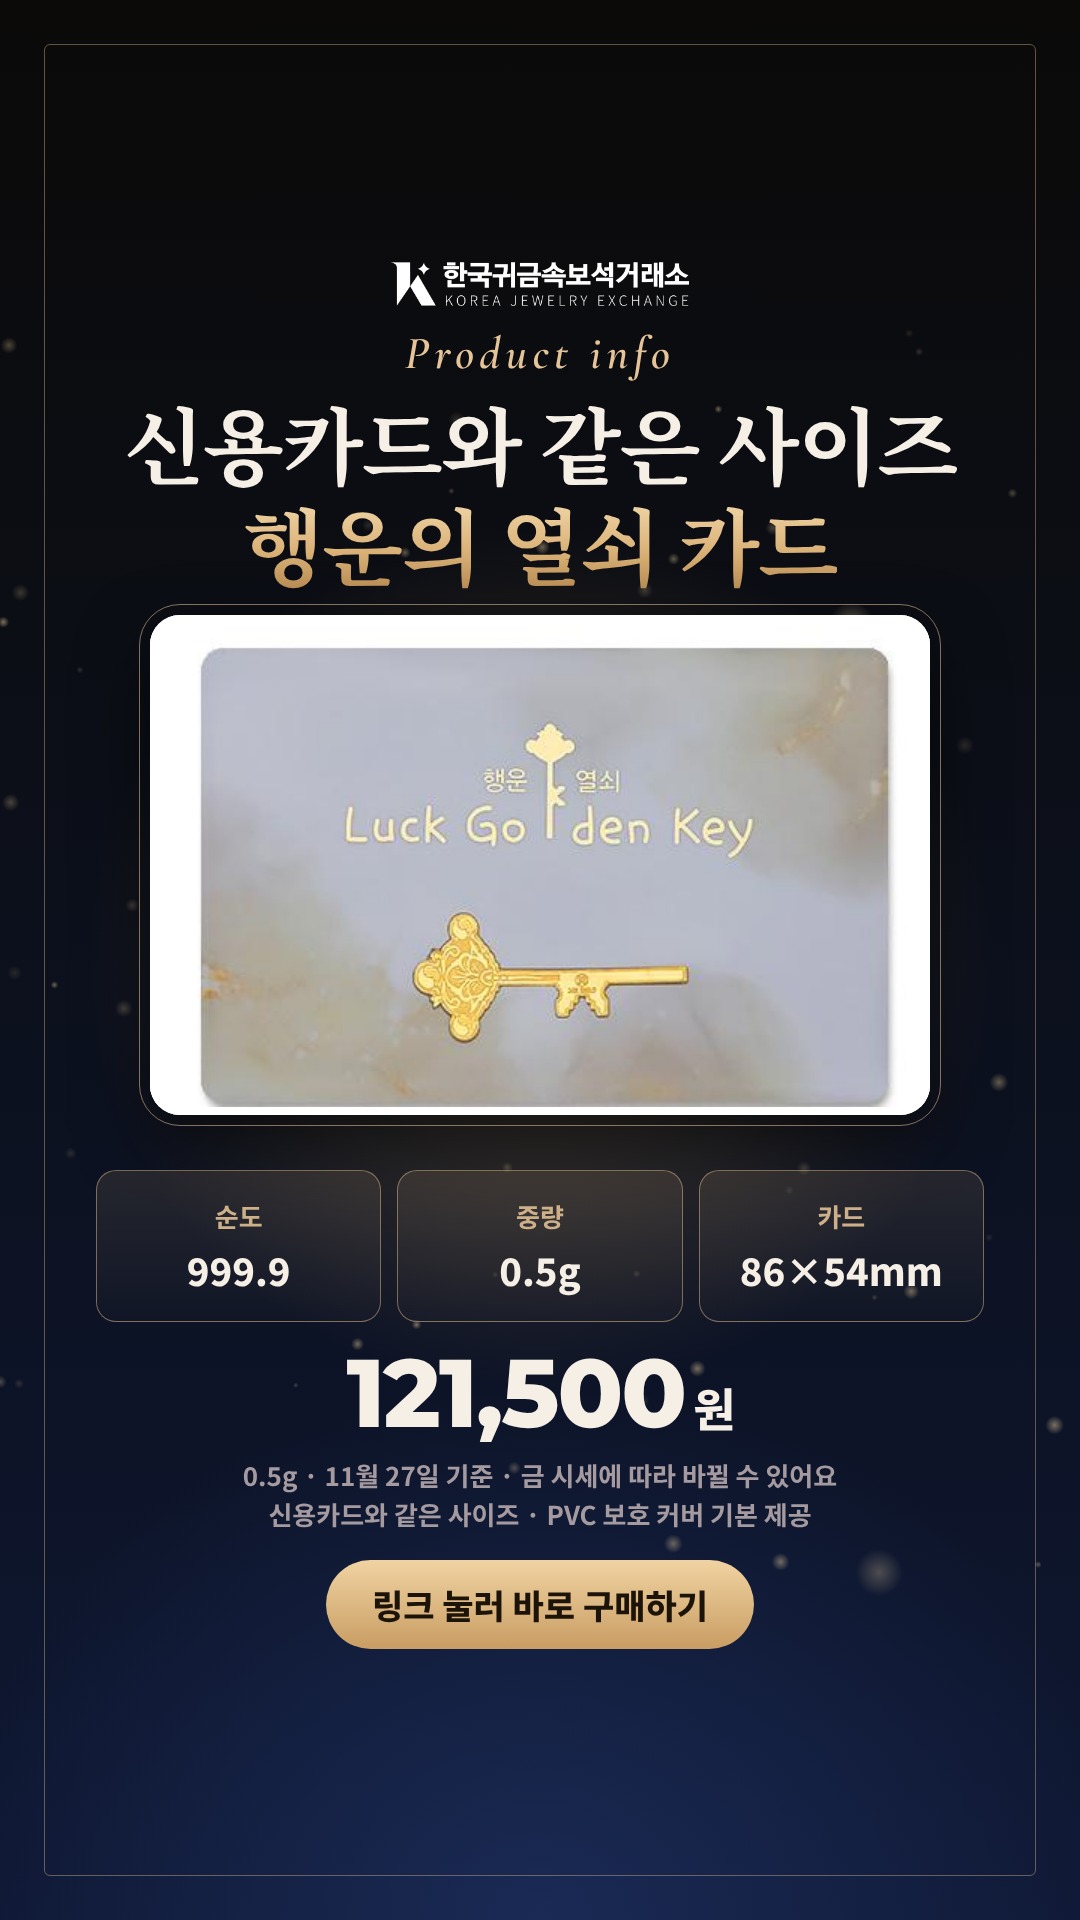 한국귀금속보석거래소
KOREA JEWELRY EXCHANGE
Product info
신용카드와 같은 사이즈
행운의 열쇠 카드
행운 열쇠
Luck Go den Key
순도
999.9
중량
0.5g
카드
86×54mm
121,500원
0.5g · 11월 27일 기준 · 금 시세에 따라 바뀔 수 있어요
신용카드와 같은 사이즈 · PVC 보호 커버 기본 제공
링크 눌러 바로 구매하기